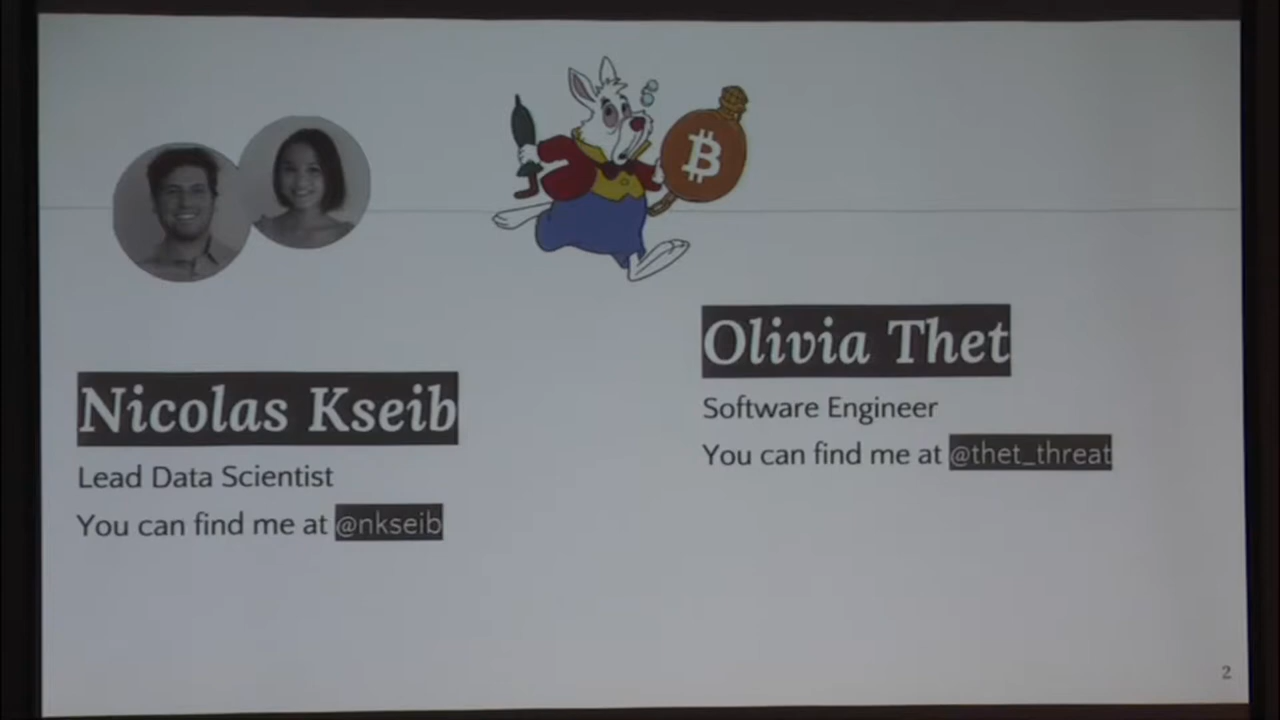 Nicolas Kseib
Lead Data Scientist
You can find me at @nkseib
Olivia Thet
Software Engineer
You can find me at @thet_threat
2